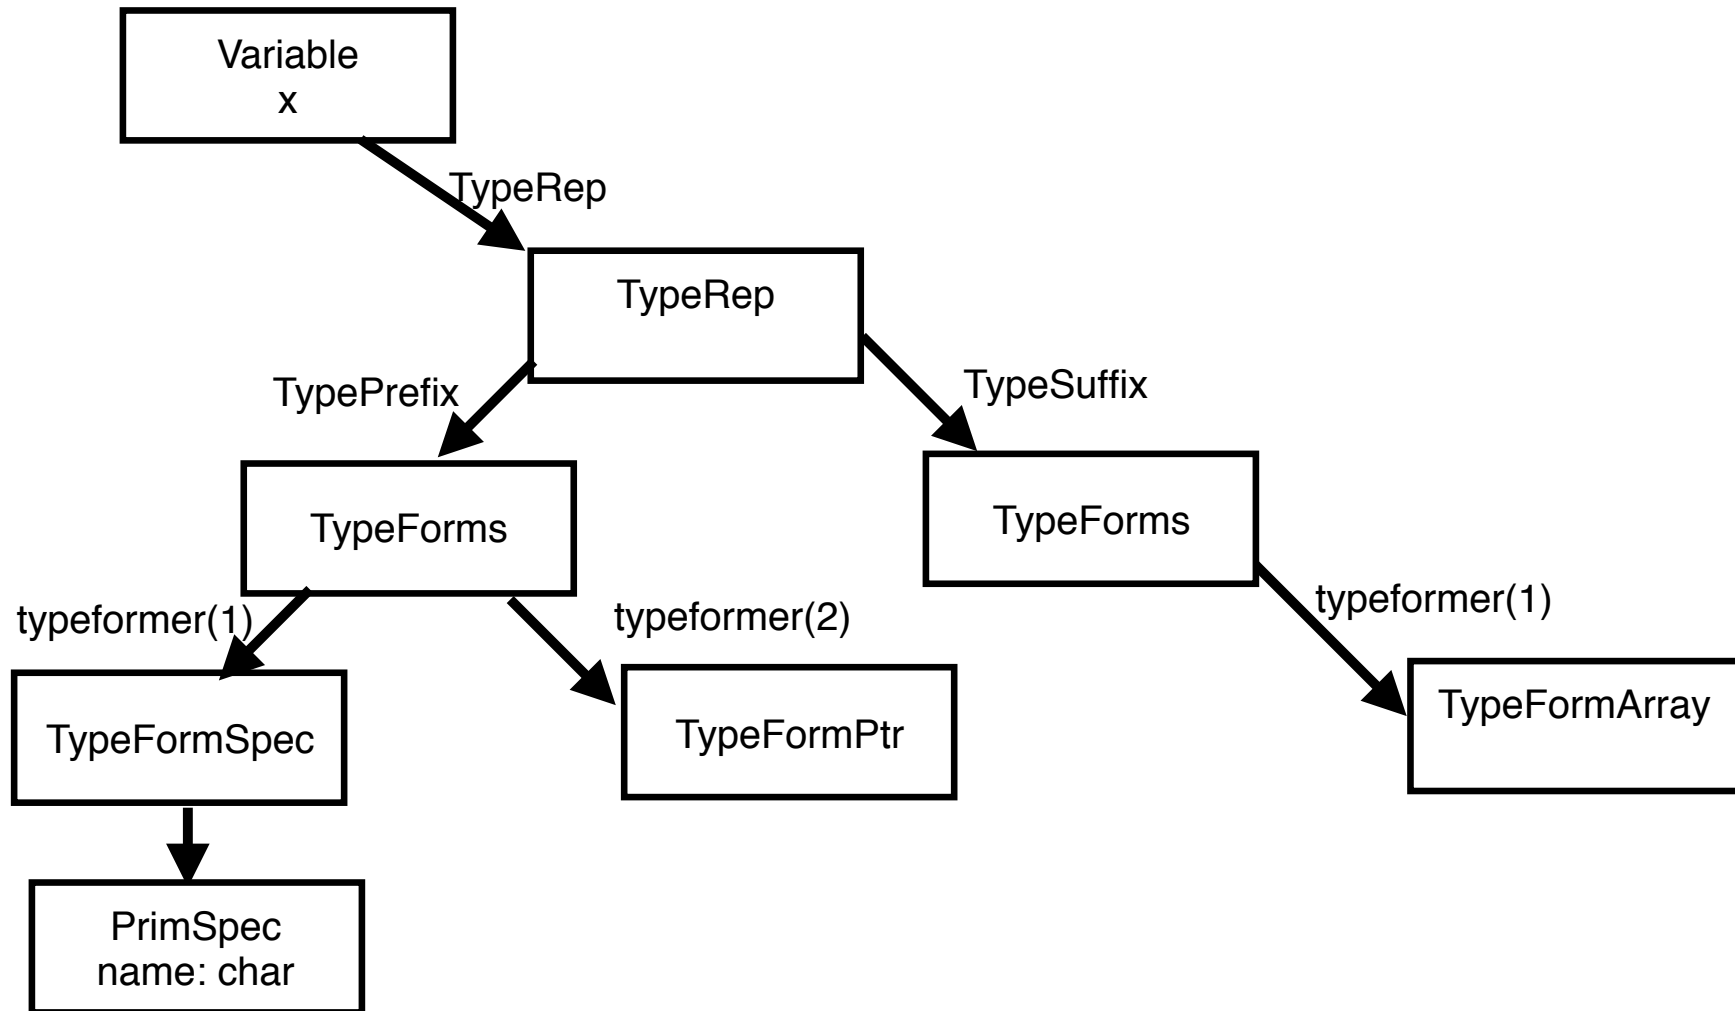 Variable
x
TypeRep
TypeRep
TypePrefix
TypeSuffix
TypeForms
TypeForms
typeformer(1)
typeformer(2)
typeformer(1)
TypeFormSpec
TypeFormPtr
TypeFormArray
PrimSpec
name: char